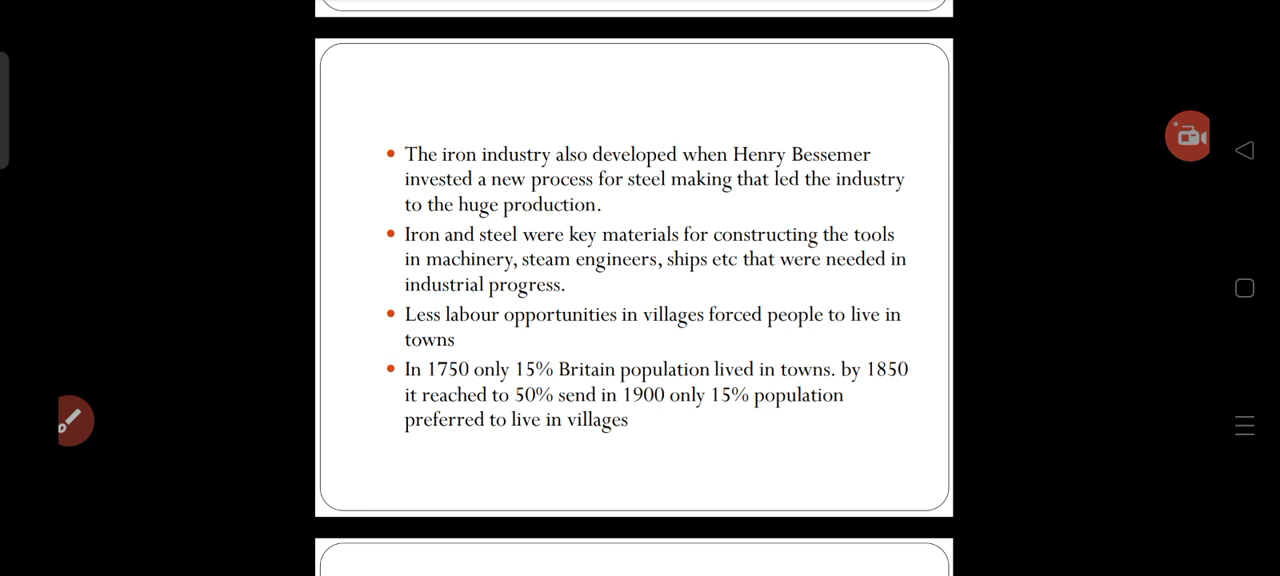 • The iron industry also developed when Henry Bessemer
invested a new process for steel making that led the industry
to the huge production.
• Iron and steel were key materials for constructing the tools
in machinery, steam engineers, ships etc that were needed in
industrial progress.
• Less labour opportunities in villages forced people to live in
towns
• In 1750 only 15% Britain population lived in towns. by 1850
it reached to 50% send in 1900 only 15% population
preferred to live in villages